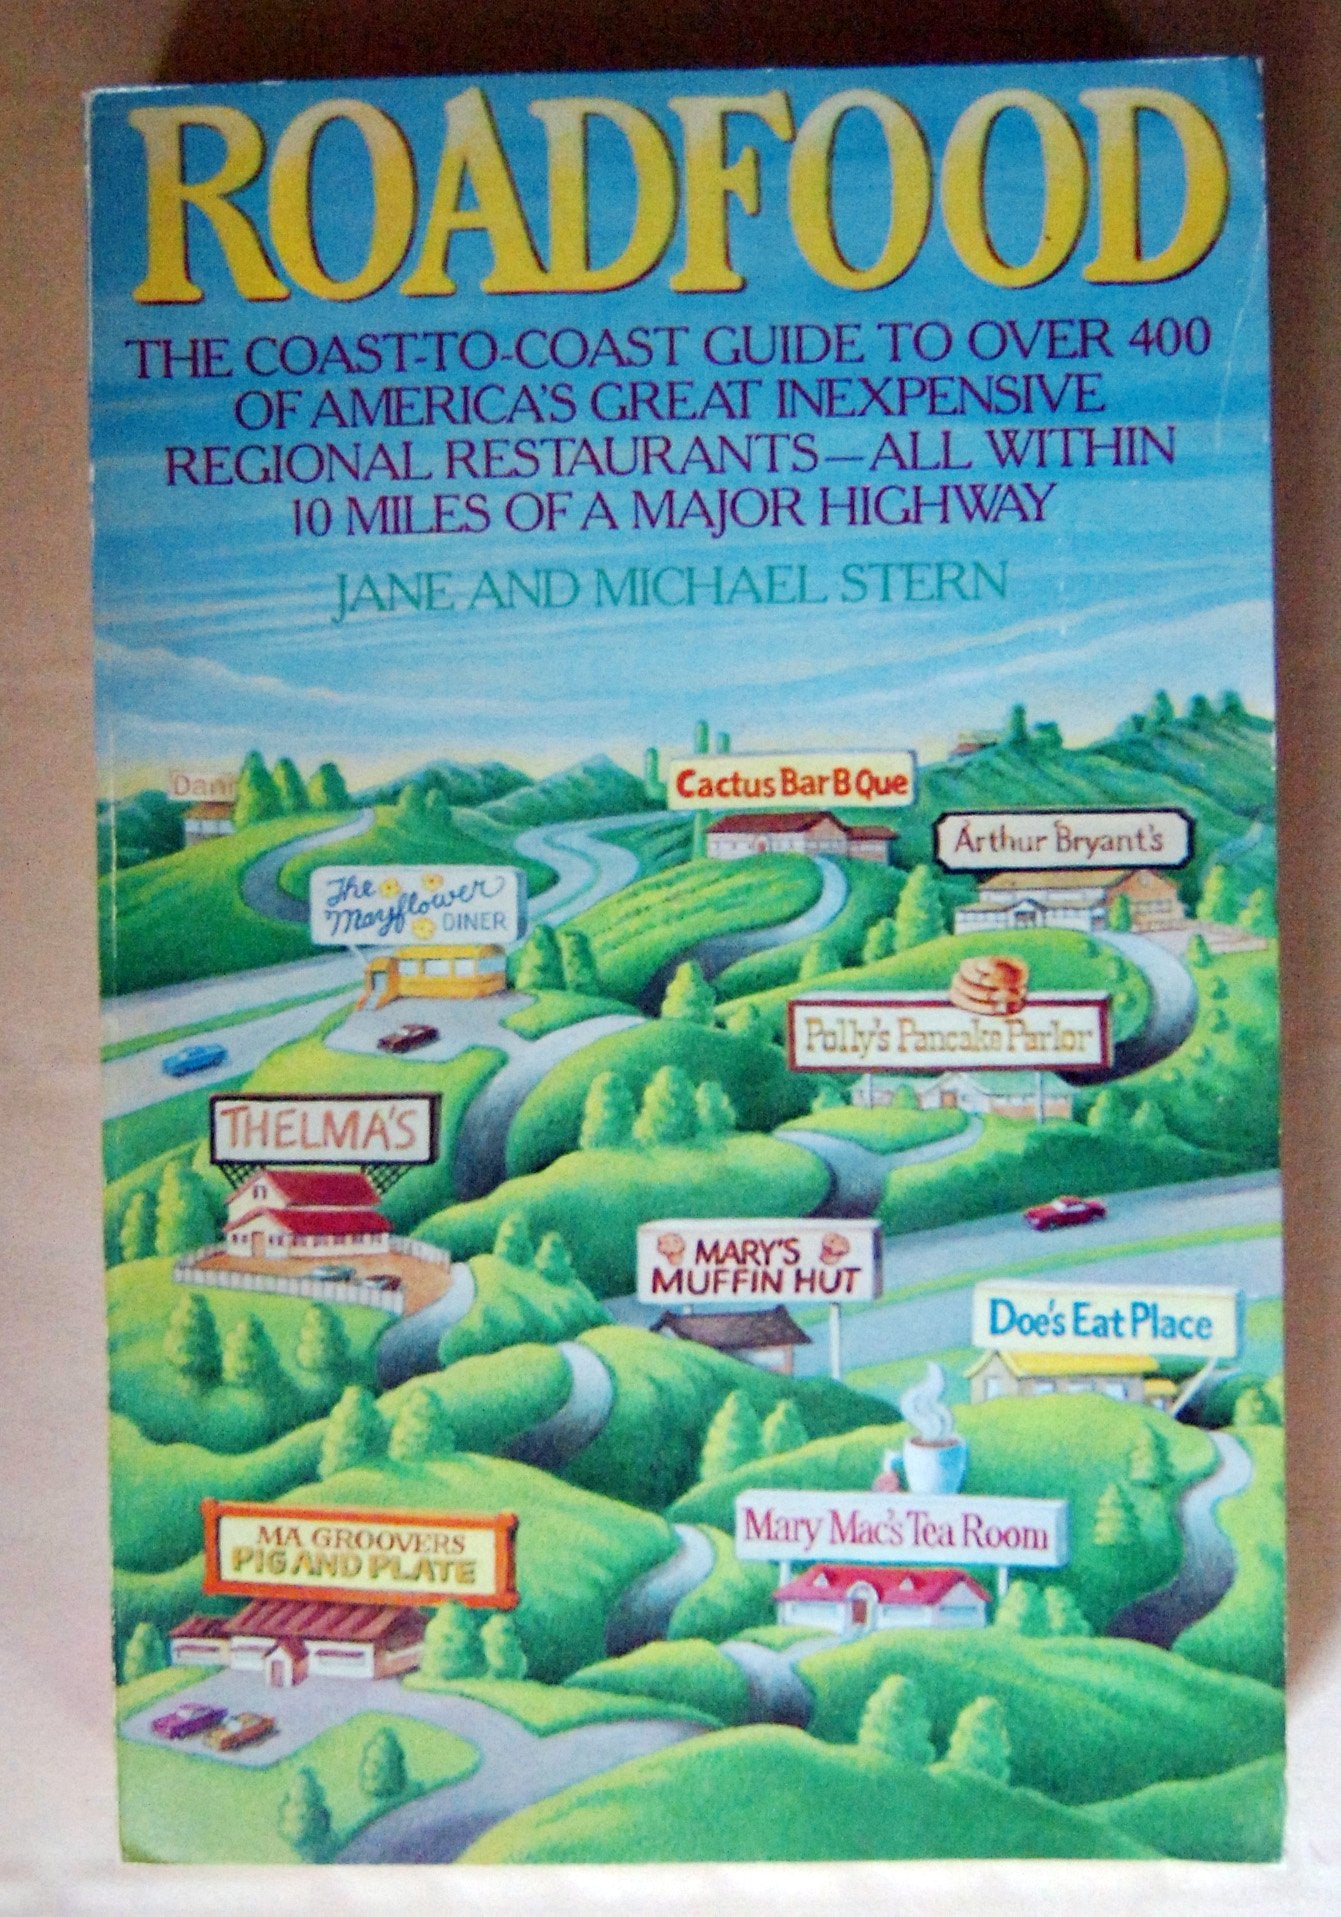 ROADFOOD
THE COAST-TO-COAST GUIDE TO OVER 400
OF AMERICA'S GREAT INEXPENSIVE
REGIONAL RESTAURANTS—ALL WITHIN
10 MILES OF A MAJOR HIGHWAY
JANE AND MICHAEL STERN
Cactus Bar B Que
Arthur Bryant's
The
Mayflower
DINER
Polly's Pancake Parlor
THELMA'S
MARY'S
MUFFIN HUT
Doe's Eat Place
MA GROOVERS
PIG AND PLATE
Mary Mac's Tea Room